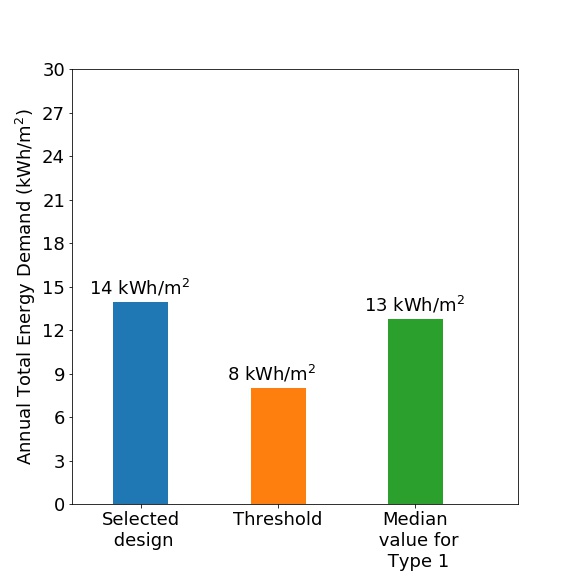 Annual Total Energy Demand (kWh/m²)
30
27
24
21
18
15
12
9
6
3
0
14 kWh/m²
8 kWh/m²
13 kWh/m²
Selected
design
Threshold
Median
value for
Type 1